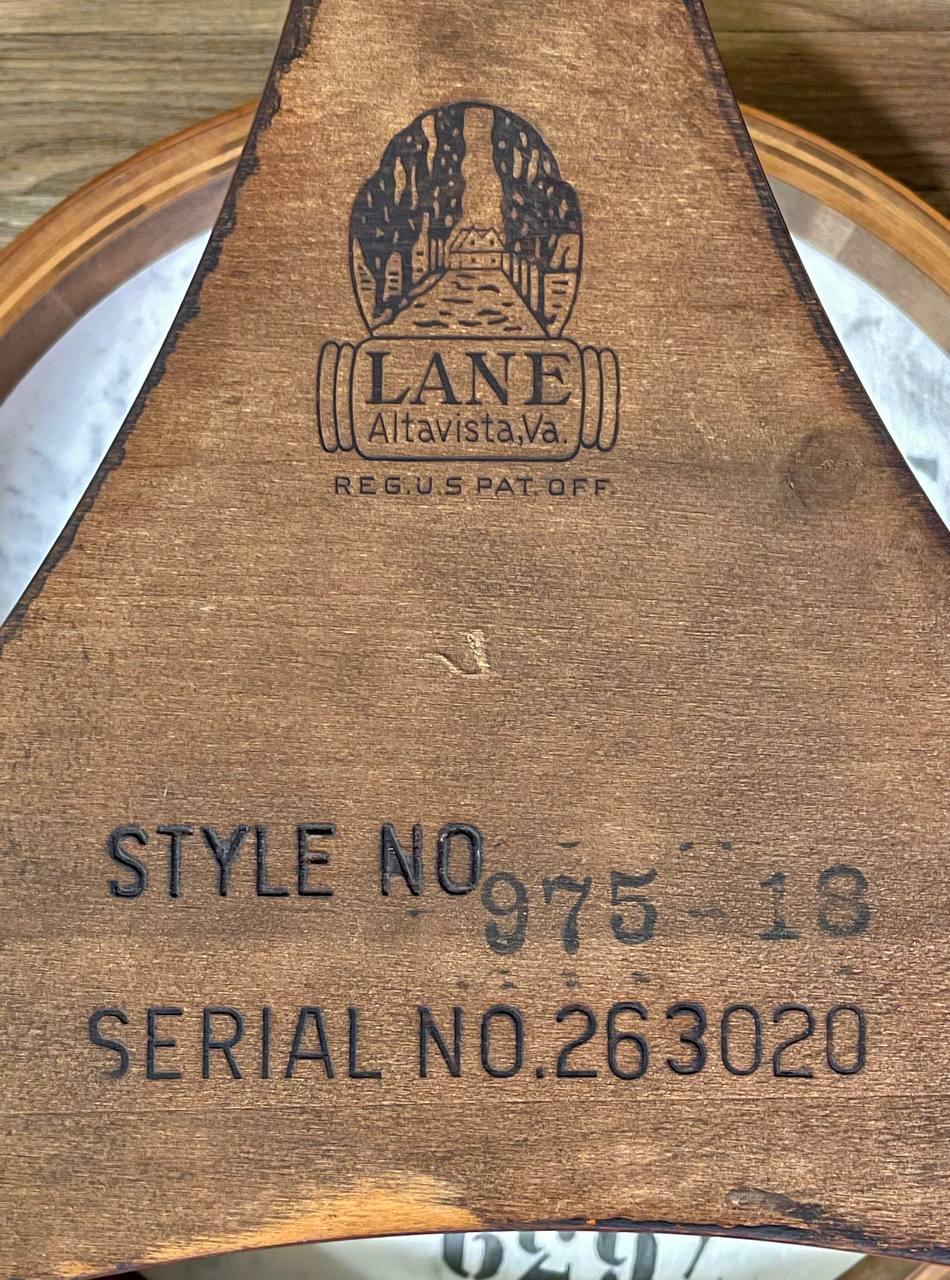 LANE
Altavista,Va.
REG.U.S PAT. OFF
STYLE NO 975-18
SERIAL NO.263020